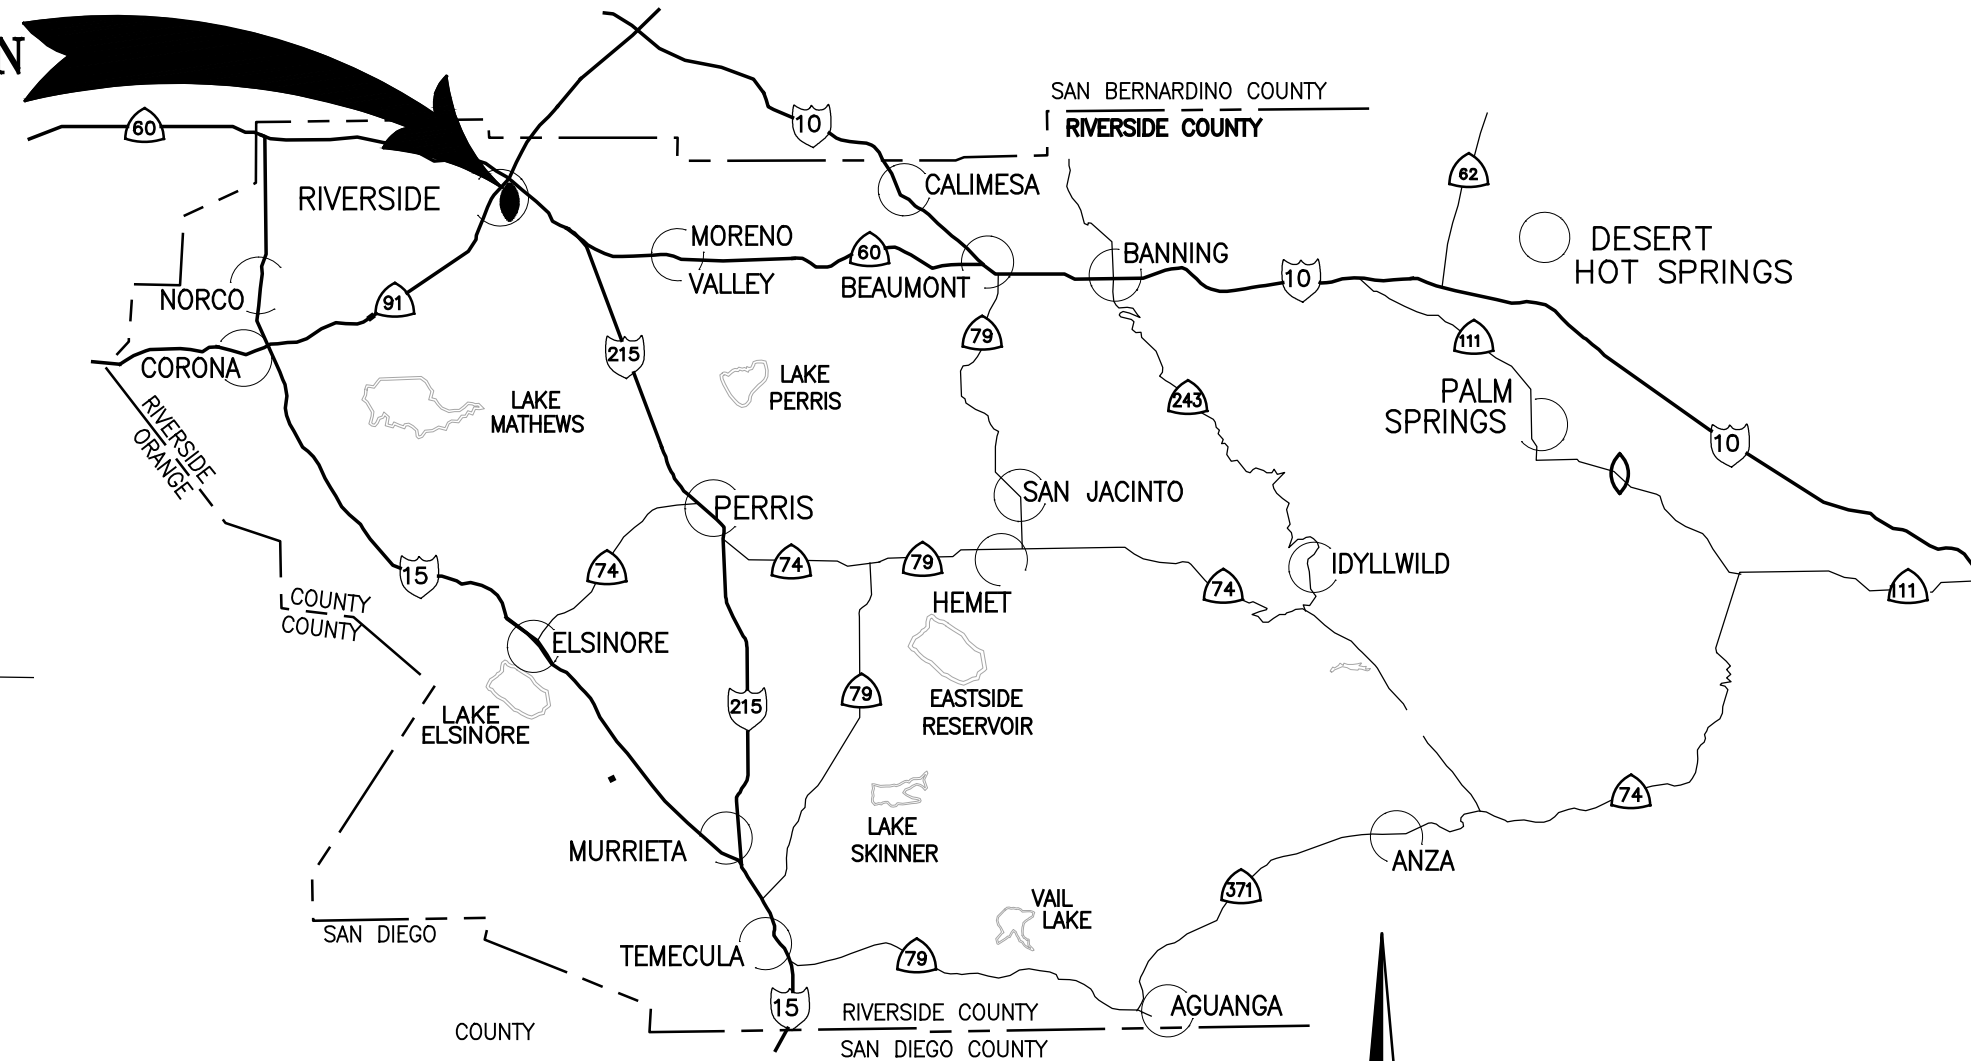 N
SAN BERNARDINO COUNTY
RIVERSIDE COUNTY
60
10
62
RIVERSIDE
CALIMESA
MORENO
VALLEY
60
BEAUMONT
BANNING
10
DESERT
HOT SPRINGS
NORCO
91
CORONA
215
79
111
LAKE
PERRIS
LAKE
MATHEWS
243
PALM
SPRINGS
10
RIVERSIDE
ORANGE
PERRIS
SAN JACINTO
15
74
74
79
HEMET
74
IDYLLWILD
111
COUNTY
COUNTY
ELSINORE
LAKE
ELSINORE
215
79
EASTSIDE
RESERVOIR
74
LAKE
SKINNER
MURRIETA
ANZA
371
VAIL
LAKE
SAN DIEGO
TEMECULA
79
15
RIVERSIDE COUNTY
AGUANGA
COUNTY
SAN DIEGO COUNTY